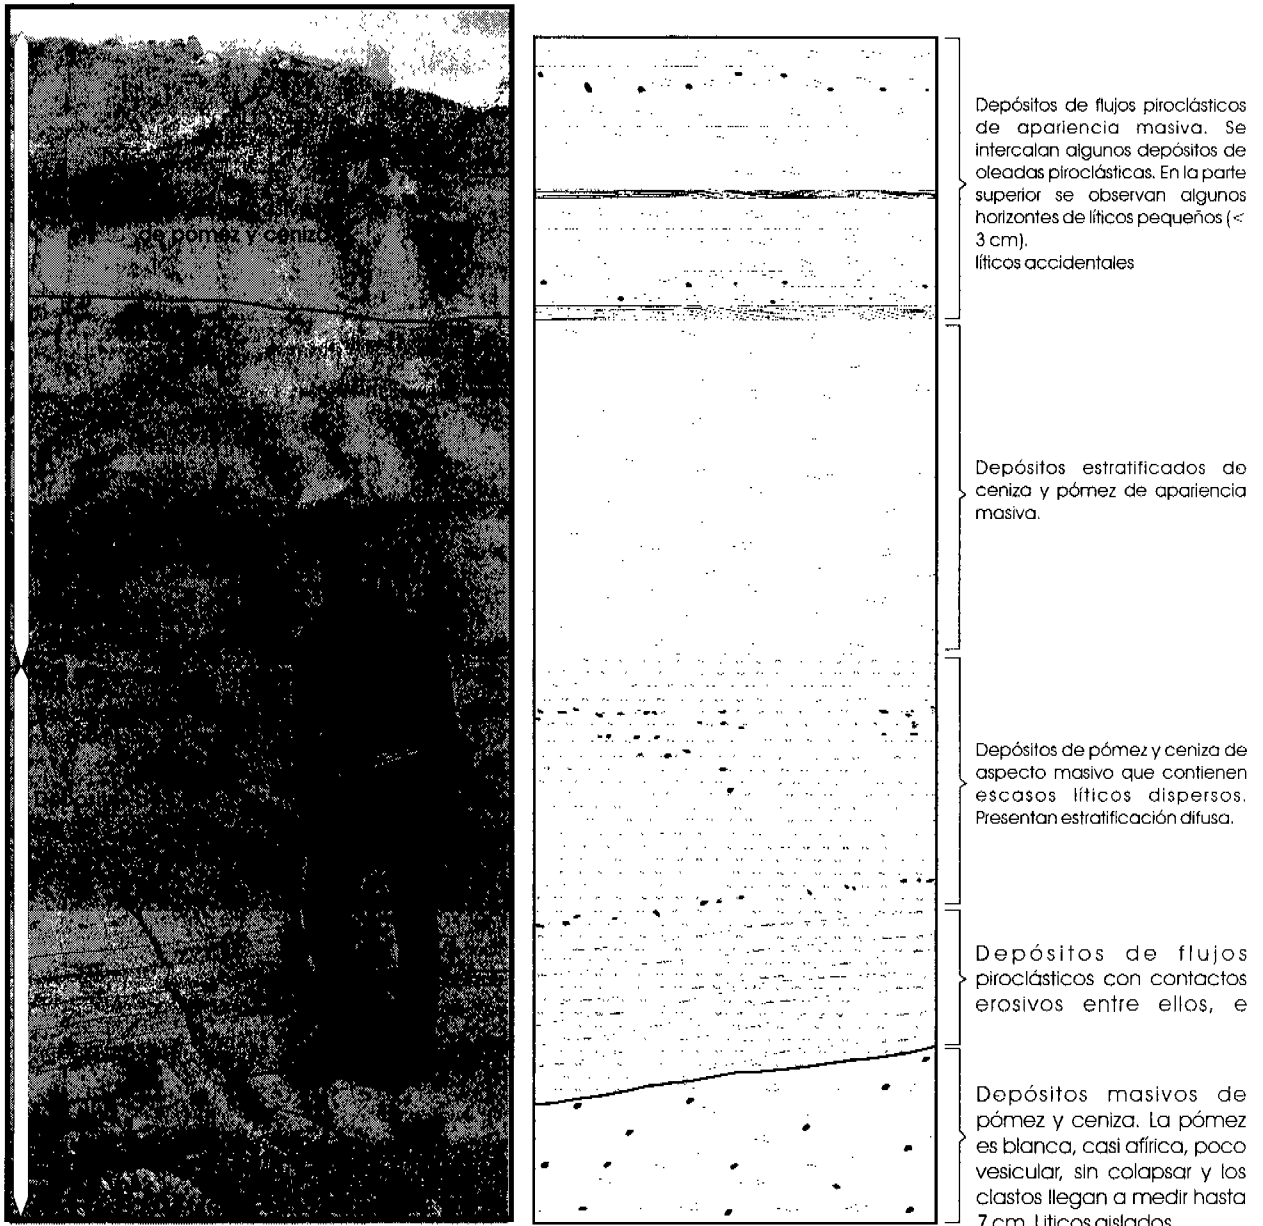 de pómez y ceniza
Depósitos de flujos piroclásticos
de apariencia masiva. Se
intercalan algunos depósitos de
oleadas piroclásticas. En la parte
superior se observan algunos
horizontes de líticos pequeños (<
3 cm).
líticos accidentales
Depósitos estratificados de
ceniza y pómez de apariencia
masiva.
Depósitos de pómez y ceniza de
aspecto masivo que contienen
escasos líticos dispersos.
Presentan estratificación difusa.
Depósitos de flujos
piroclásticos con contactos
erosivos entre ellos, e
Depósitos masivos de
pómez y ceniza. La pómez
es blanca, casi afírica, poco
vesicular, sin colapsar y los
clastos llegan a medir hasta
7 cm. Líticos aislados